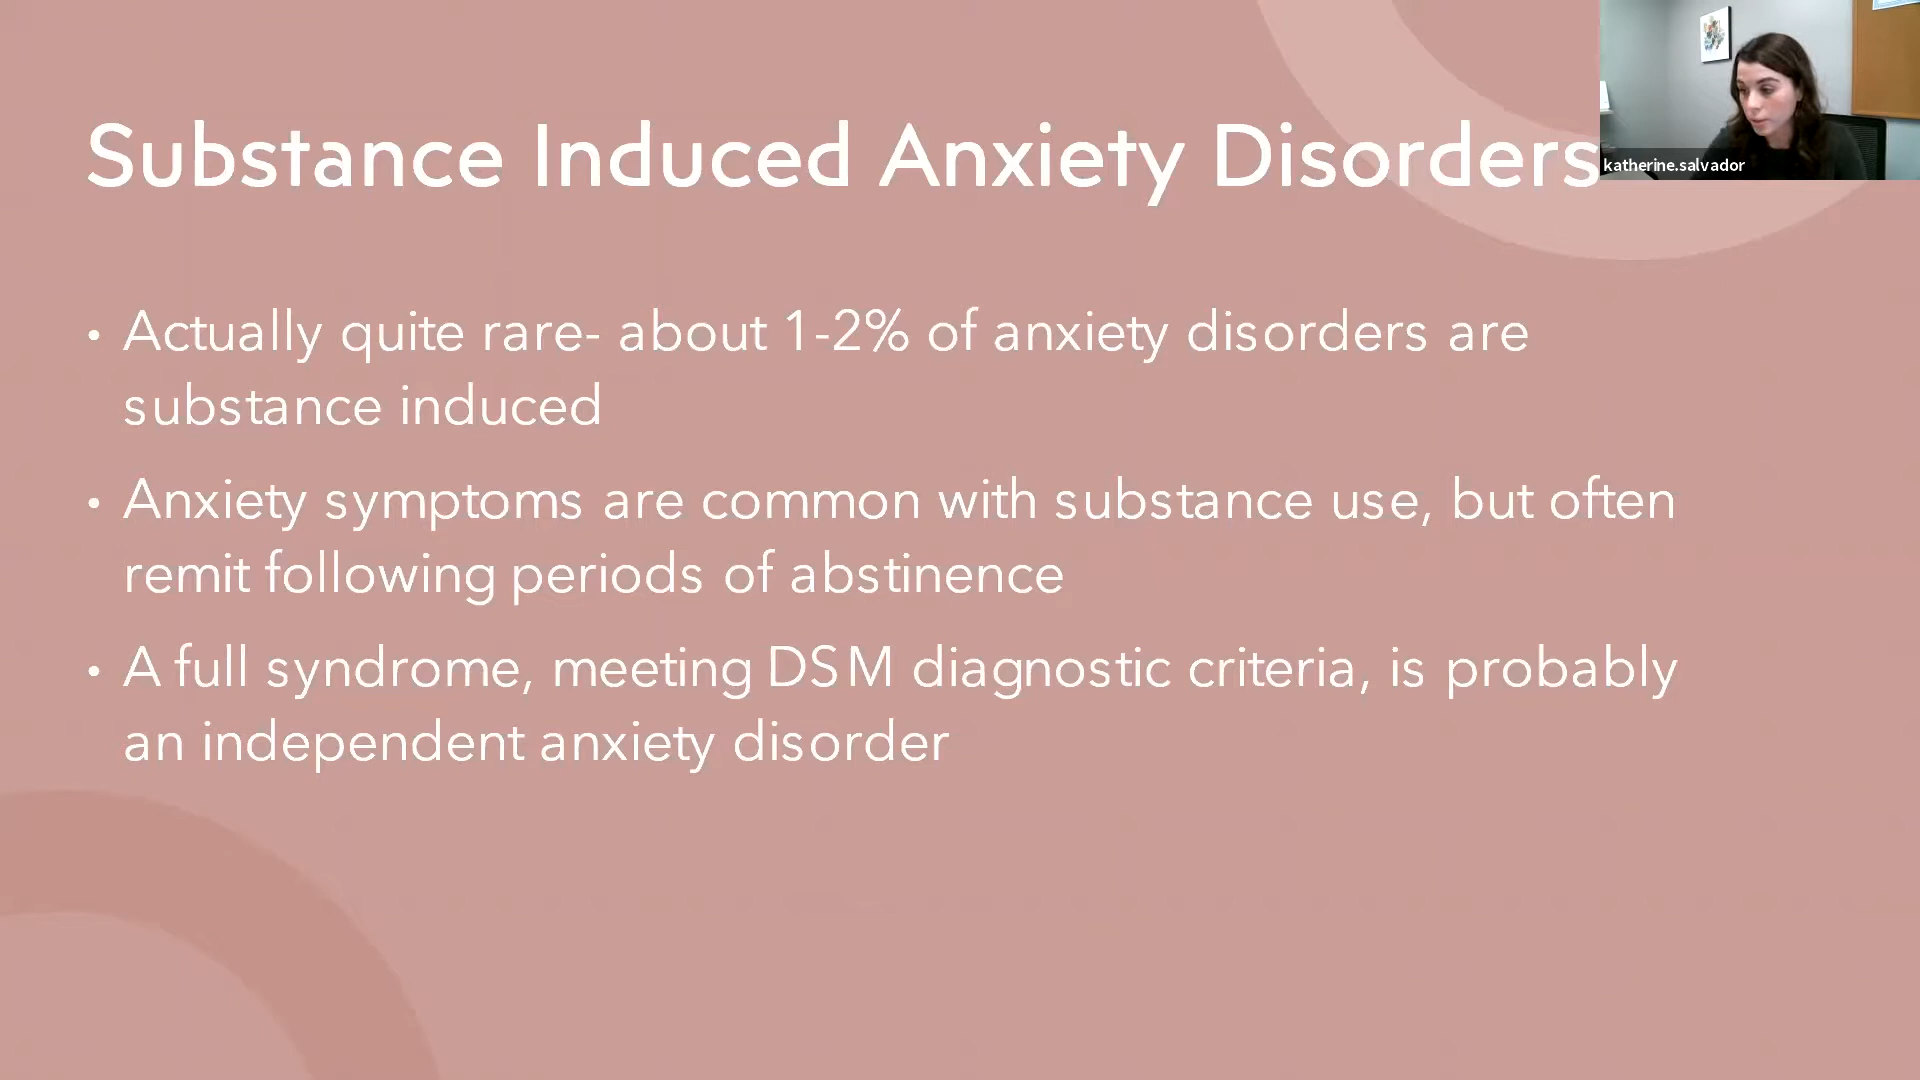 Substance Induced Anxiety Disorders
katherine.salvador
• Actually quite rare- about 1-2% of anxiety disorders are
substance induced
• Anxiety symptoms are common with substance use, but often
remit following periods of abstinence
• A full syndrome, meeting DSM diagnostic criteria, is probably
an independent anxiety disorder